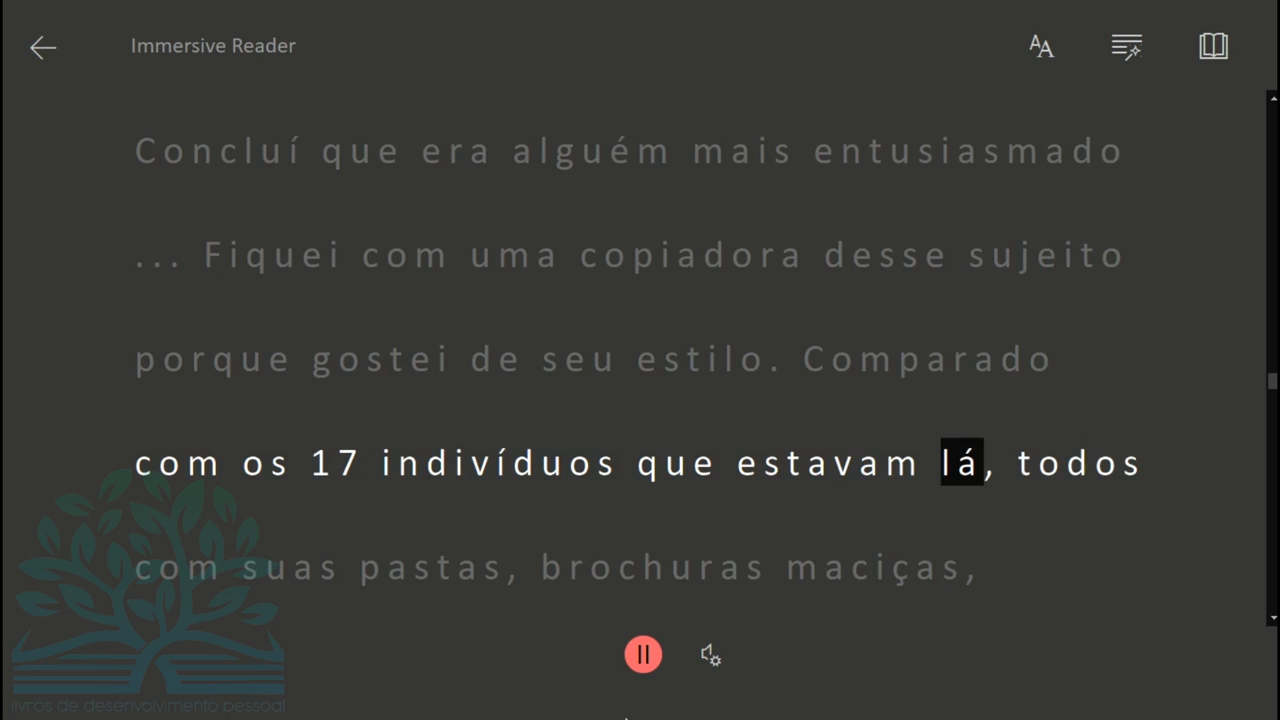 Immersive Reader
Concluí que era alguém mais entusiasmado
... Fiquei com uma copiadora desse sujeito
porque gostei de seu estilo. Comparado
com os 17 indivíduos que estavam lá, todos
com suas pastas, brochuras maciças,
livros de desenvolvimento pessoal